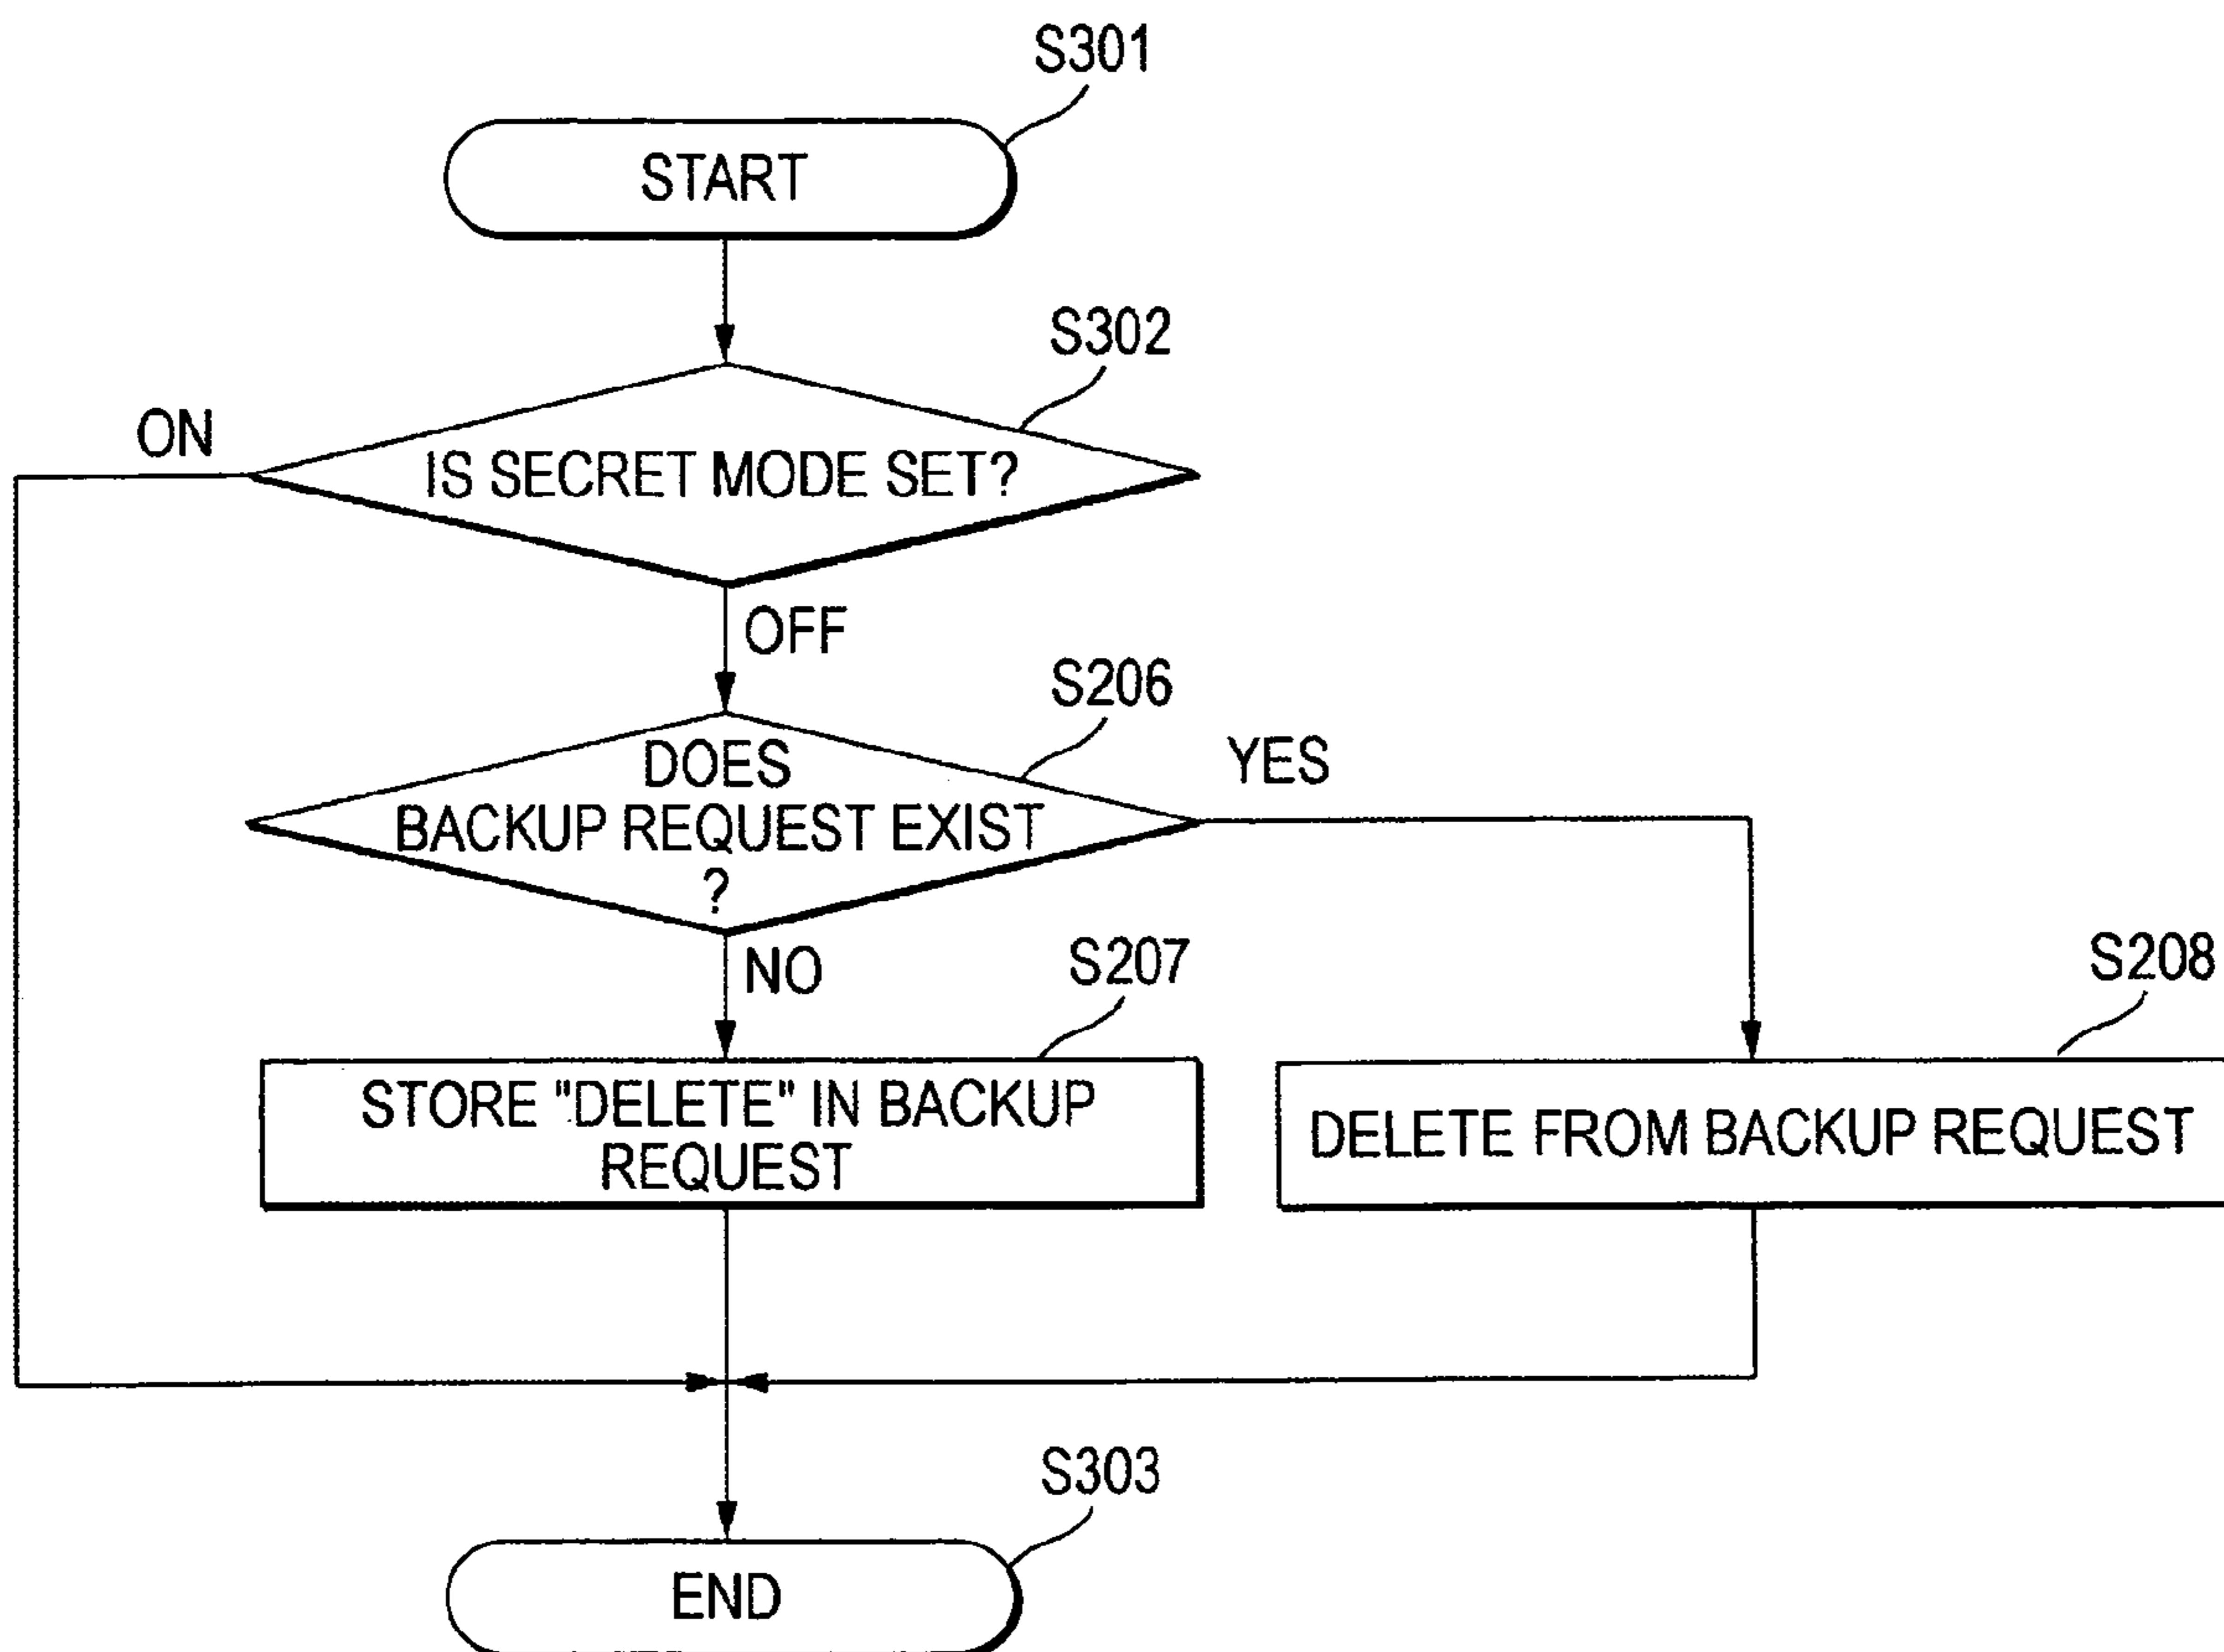 S301
START
S302
ON
IS SECRET MODE SET?
OFF
S206
DOES
BACKUP REQUEST EXIST
?
YES
NO
S207
S208
STORE "DELETE" IN BACKUP
REQUEST
DELETE FROM BACKUP REQUEST
S303
END